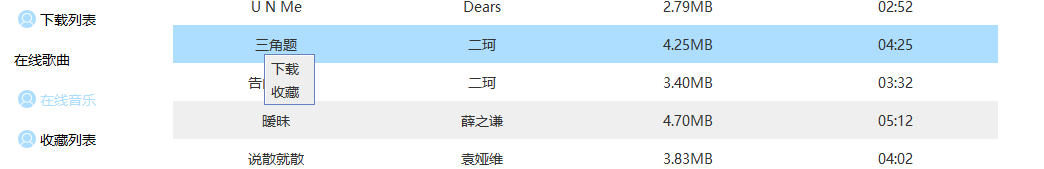 下载列表
在线歌曲
在线音乐
收藏列表
U N Me Dears 2.79MB 02:52
三角题 二珂 4.25MB 04:25
下载
收藏
告 二珂 3.40MB 03:32
暧昧 薛之谦 4.70MB 05:12
说散就散 袁娅维 3.83MB 04:02